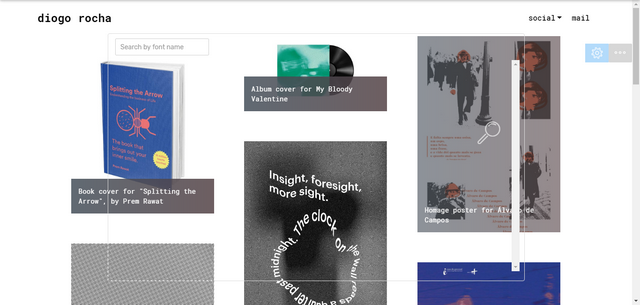 diogo rocha
social
mail
Search by font name
Splitting the Arrow
The book that
brings out your
inner smile
Book cover for "Splitting the
Arrow", by Prem Rawat
Album cover for My Bloody
Valentine
Insight, foresight,
more sight.
The clock on
the wall reads a quarter past
midnight.
Homage poster for Álvaro de
Campos